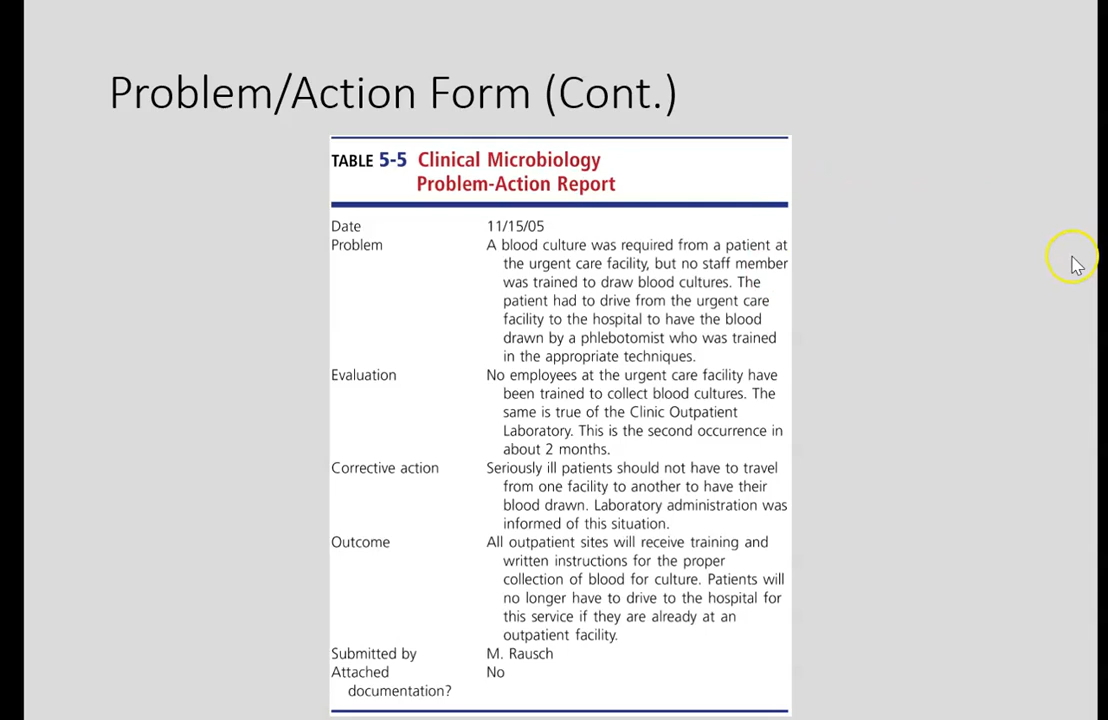 Problem/Action Form (Cont.)
TABLE 5-5 Clinical Microbiology
Problem-Action Report
Date 11/15/05
Problem A blood culture was required from a patient at
the urgent care facility, but no staff member
was trained to draw blood cultures. The
patient had to drive from the urgent care
facility to the hospital to have the blood
drawn by a phlebotomist who was trained
in the appropriate techniques.
Evaluation No employees at the urgent care facility have
been trained to collect blood cultures. The
same is true of the Clinic Outpatient
Laboratory. This is the second occurrence in
about 2 months.
Corrective action Seriously ill patients should not have to travel
from one facility to another to have their
blood drawn. Laboratory administration was
informed of this situation.
Outcome All outpatient sites will receive training and
written instructions for the proper
collection of blood for culture. Patients will
no longer have to drive to the hospital for
this service if they are already at an
outpatient facility.
Submitted by M. Rausch
Attached No
documentation?